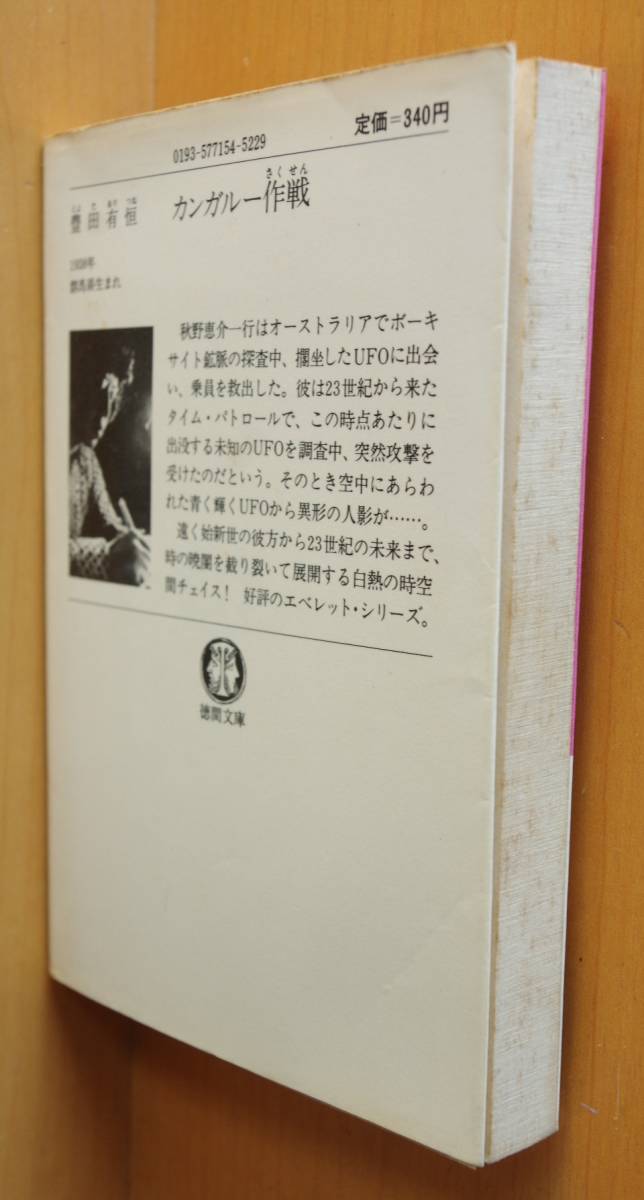 定価=340円
0193-577154-5229
豊田有恒
とよ た あり つね
カンガルー作戦
さく せん
1938年
群馬県生まれ
秋野恵介一行はオーストラリアでボーキ
サイト鉱脈の探査中、擱坐したUFOに出会
い、乗員を救出した。彼は23世紀から来た
タイム・パトロールで、この時点あたりに
出没する未知のUFOを調査中、突然攻撃を
受けたのだという。そのとき空中にあらわ
れた青く輝くUFOから異形の人影が……。
遠く始新世の彼方から23世紀の未来まで、
時の暁闇を截り裂いて展開する白熱の時空
間チェイス! 好評のエベレット・シリーズ。
徳間文庫